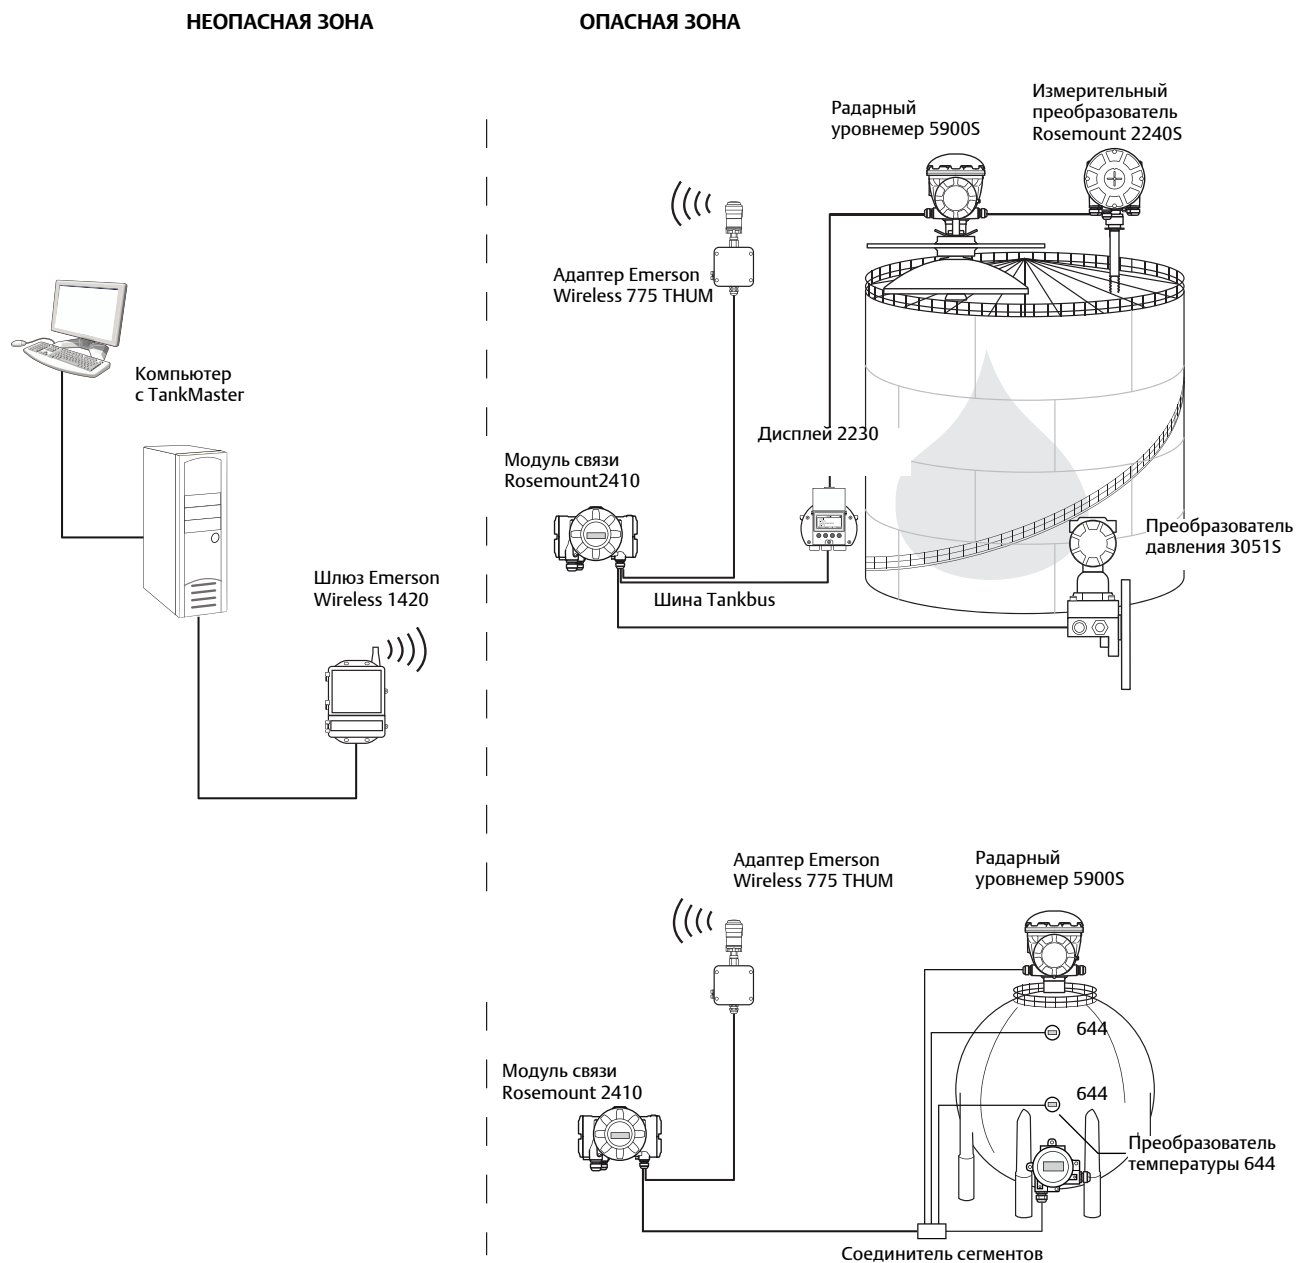 НЕОПАСНАЯ ЗОНА
ОПАСНАЯ ЗОНА
Радарный
уровнемер 5900S
Измерительный
преобразователь
Rosemount 2240S
Адаптер Emerson
Wireless 775 THUM
Компьютер
с TankMaster
Дисплей 2230
Модуль связи
Rosemount2410
Преобразователь
давления 3051S
Шлюз Emerson
Wireless 1420
Шина Tankbus
Адаптер Emerson
Wireless 775 THUM
Радарный
уровнемер 5900S
644
Модуль связи
Rosemount 2410
644
Преобразователь
температуры 644
Соединитель сегментов